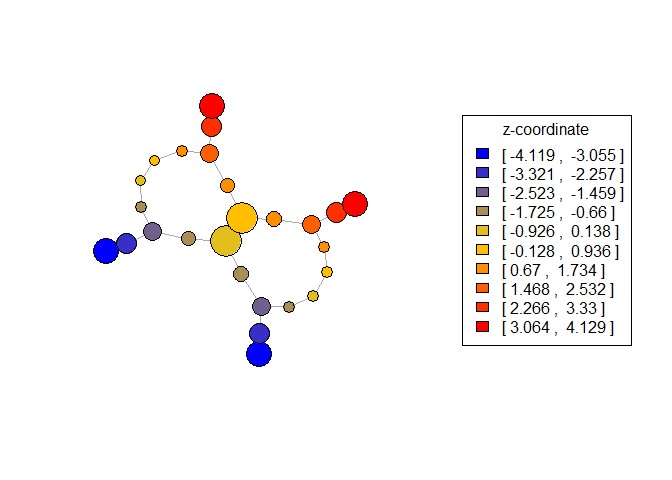 z-coordinate
[ -4.119 ,  -3.055 ]
[ -3.321 ,  -2.257 ]
[ -2.523 ,  -1.459 ]
[ -1.725 ,  -0.66 ]
[ -0.926 ,  0.138 ]
[ -0.128 ,  0.936 ]
[ 0.67 ,  1.734 ]
[ 1.468 ,  2.532 ]
[ 2.266 ,  3.33 ]
[ 3.064 ,  4.129 ]